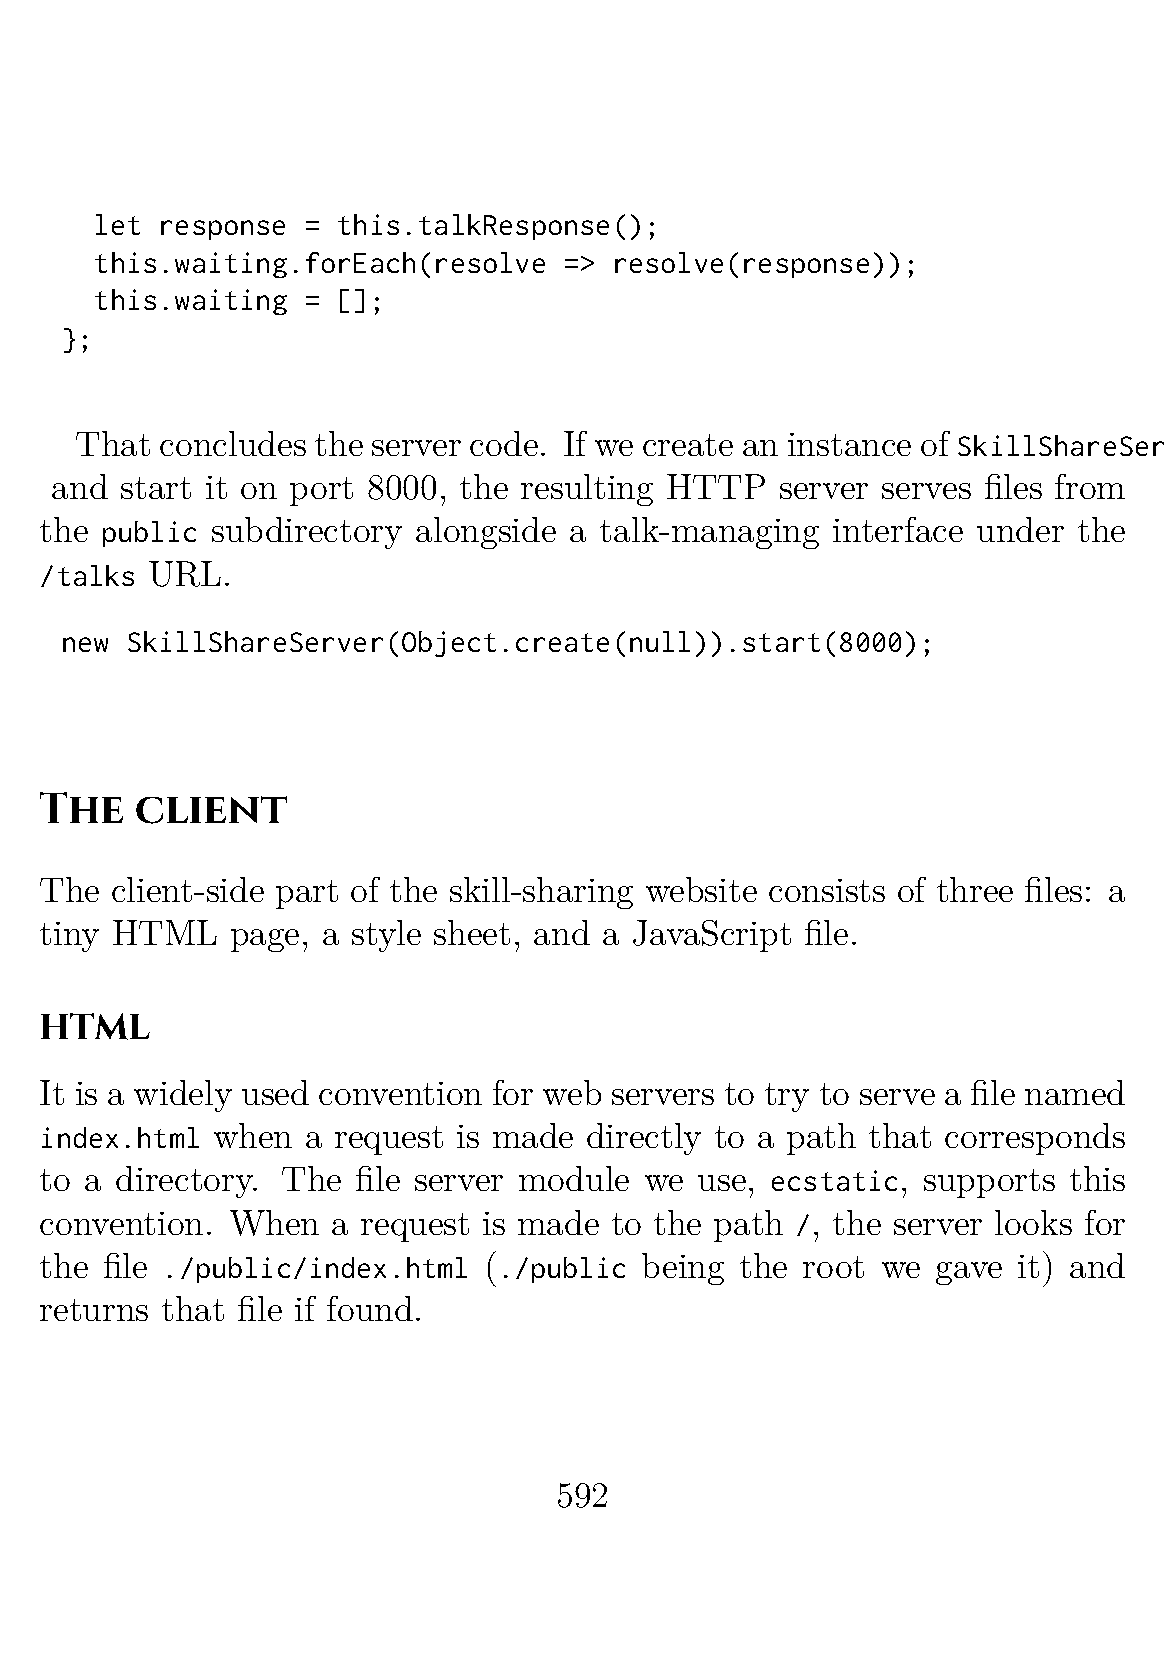 let response = this.talkResponse();
this.waiting.forEach(resolve => resolve(response));
this.waiting = [];
};
That concludes the server code. If we create an instance of SkillShareSer
and start it on port 8000, the resulting HTTP server serves files from
the public subdirectory alongside a talk-managing interface under the
/talks URL.
new SkillShareServer(Object.create(null)).start(8000);
The client
The client-side part of the skill-sharing website consists of three files: a
tiny HTML page, a style sheet, and a JavaScript file.
HTML
It is a widely used convention for web servers to try to serve a file named
index.html when a request is made directly to a path that corresponds
to a directory. The file server module we use, ecstatic, supports this
convention. When a request is made to the path /, the server looks for
the file ./public/index.html (./public being the root we gave it) and
returns that file if found.
592